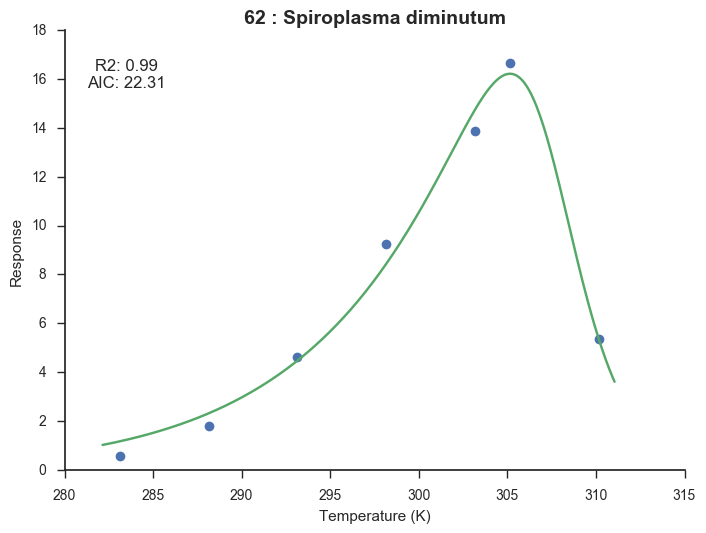 62 : Spiroplasma diminutum
R2: 0.99
AIC: 22.31
Response
18
16
14
12
10
8
6
4
2
0
280 285 290 295 300 305 310 315
Temperature (K)